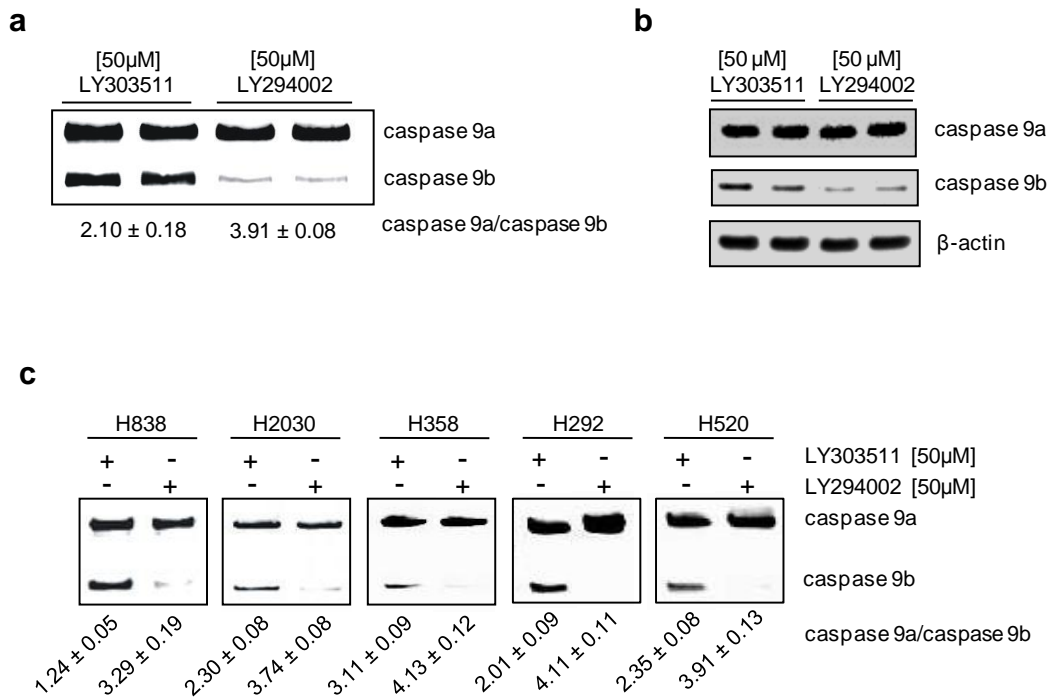 a
[50µM] [50µM]
LY303511 LY294002
caspase 9a
caspase 9b
2.10 ± 0.18 3.91 ± 0.08 caspase 9a/caspase 9b
b
[50 µM] [50 µM]
LY303511 LY294002
caspase 9a
caspase 9b
β-actin
c
H838 H2030 H358 H292 H520
+ - + - + - + - + - LY303511 [50µM]
- + - + - + - + - + LY294002 [50µM]
caspase 9a
caspase 9b
1.24 ± 0.05 3.29 ± 0.19 2.30 ± 0.08 3.74 ± 0.08 3.11 ± 0.09 4.13 ± 0.12 2.01 ± 0.09 4.11 ± 0.11 2.35 ± 0.08 3.91 ± 0.13 caspase 9a/caspase 9b